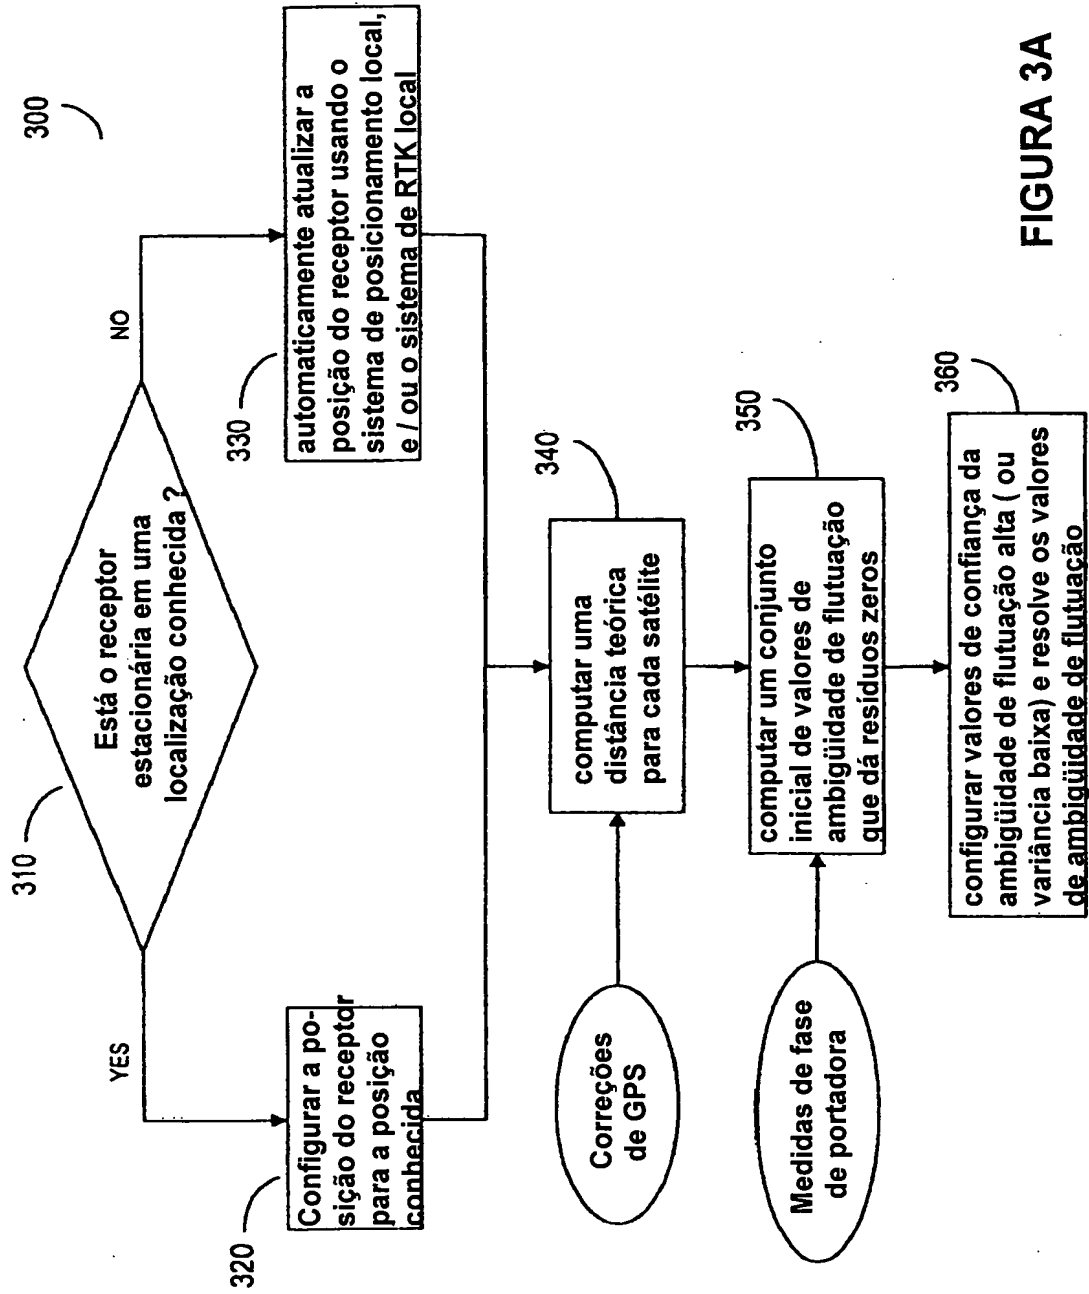 300
310
Está o receptor
estacionária em uma
localização conhecida ?
YES
NO
320
Configurar a po-
sição do receptor
para a posição
conhecida
330
automaticamente atualizar a
posição do receptor usando o
sistema de posicionamento local,
e / ou o sistema de RTK local
340
computar uma
distância teórica
para cada satélite
Correções
de GPS
350
computar um conjunto
inicial de valores de
ambigüidade de flutuação
que dá resíduos zeros
Medidas de fase
de portadora
360
configurar valores de confiança da
ambigüidade de flutuação alta ( ou
variância baixa) e resolve os valores
de ambigüidade de flutuação
FIGURA 3A